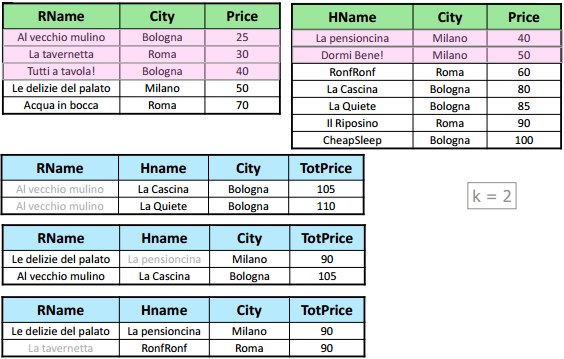 RName City Price
Al vecchio mulino Bologna 25
La tavernetta Roma 30
Tutti a tavola! Bologna 40
Le delizie del palato Milano 50
Acqua in bocca Roma 70
HName City Price
La pensioncina Milano 40
Dormi Bene! Milano 50
RonfRonf Roma 60
La Cascina Bologna 80
La Quiete Bologna 85
Il Riposino Roma 90
CheapSleep Bologna 100
RName Hname City TotPrice
Al vecchio mulino La Cascina Bologna 105
Al vecchio mulino La Quiete Bologna 110
k = 2
RName Hname City TotPrice
Le delizie del palato La pensioncina Milano 90
Al vecchio mulino La Cascina Bologna 105
RName Hname City TotPrice
Le delizie del palato La pensioncina Milano 90
La tavernetta RonfRonf Roma 90